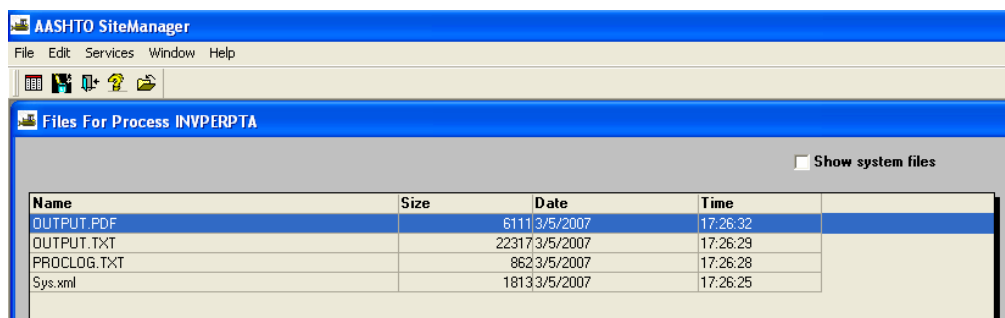 AASHTO SiteManager
File Edit Services Window Help
Files For Process INVPERPTA
Show system files
Name Size Date Time
OUTPUT.PDF 6111 3/5/2007 17:26:32
OUTPUT.TXT 22317 3/5/2007 17:26:29
PROCLOG.TXT 862 3/5/2007 17:26:28
Sys.xml 1813 3/5/2007 17:26:25